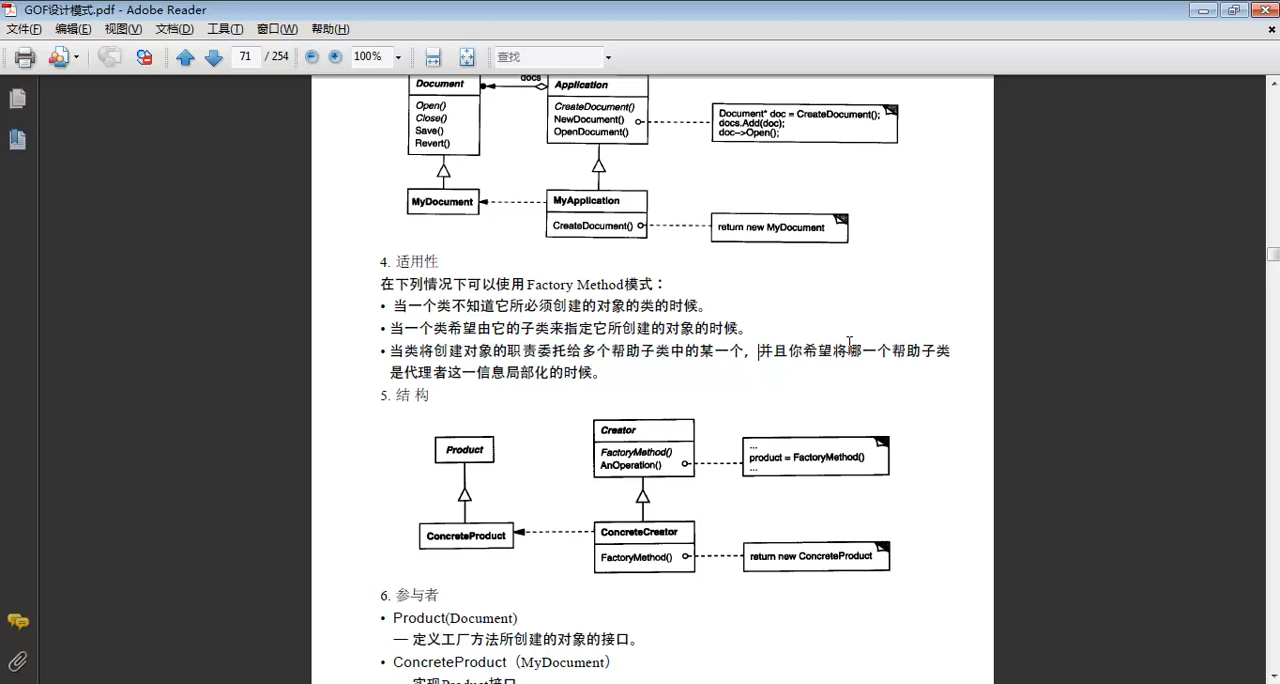 GOF设计模式.pdf - Adobe Reader
文件(F) 编辑(E) 视图(V) 文档(D) 工具(T) 窗口(W) 帮助(H)
71 / 254 100% 查找
docs
Document
Application
Open()
Close()
Save()
Revert()
CreateDocument()
NewDocument()
OpenDocument()
Document* doc = CreateDocument();
docs.Add(doc);
doc->Open();
MyDocument
MyApplication
CreateDocument()
return new MyDocument
4. 适用性
在下列情况下可以使用Factory Method模式：
• 当一个类不知道它所必须创建的对象的类的时候。
• 当一个类希望由它的子类来指定它所创建的对象的时候。
• 当类将创建对象的职责委托给多个帮助子类中的某一个，并且你希望将哪一个帮助子类
是代理者这一信息局部化的时候。
5. 结 构
Product
Creator
FactoryMethod()
AnOperation()
...
product = FactoryMethod()
...
ConcreteProduct
ConcreteCreator
FactoryMethod()
return new ConcreteProduct
6. 参与者
• Product(Document)
— 定义工厂方法所创建的对象的接口。
• ConcreteProduct（MyDocument）
实现Product接口